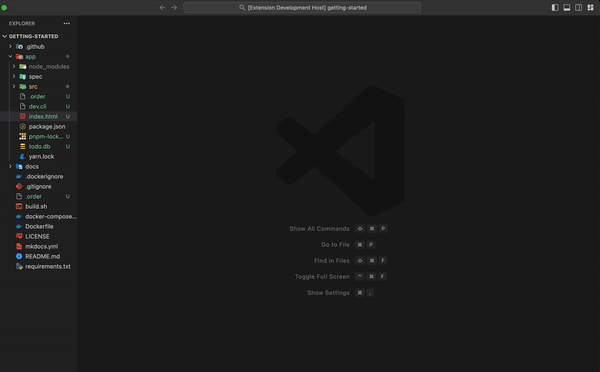 [Extension Development Host] getting-started
EXPLORER
GETTING-STARTED
.github
app
node_modules
spec
src
.order U
dev.cli U
index.html U
package.json
pnpm-lock... U
todo.db U
yarn.lock
docs
.dockerignore
.gitignore
.order U
build.sh
docker-compose...
Dockerfile
LICENSE
mkdocs.yml
README.md
requirements.txt
Show All Commands ⇧ ⌘ P
Go to File ⌘ P
Find in Files ⇧ ⌘ F
Toggle Full Screen ^ ⌘ F
Show Settings ⌘ ,